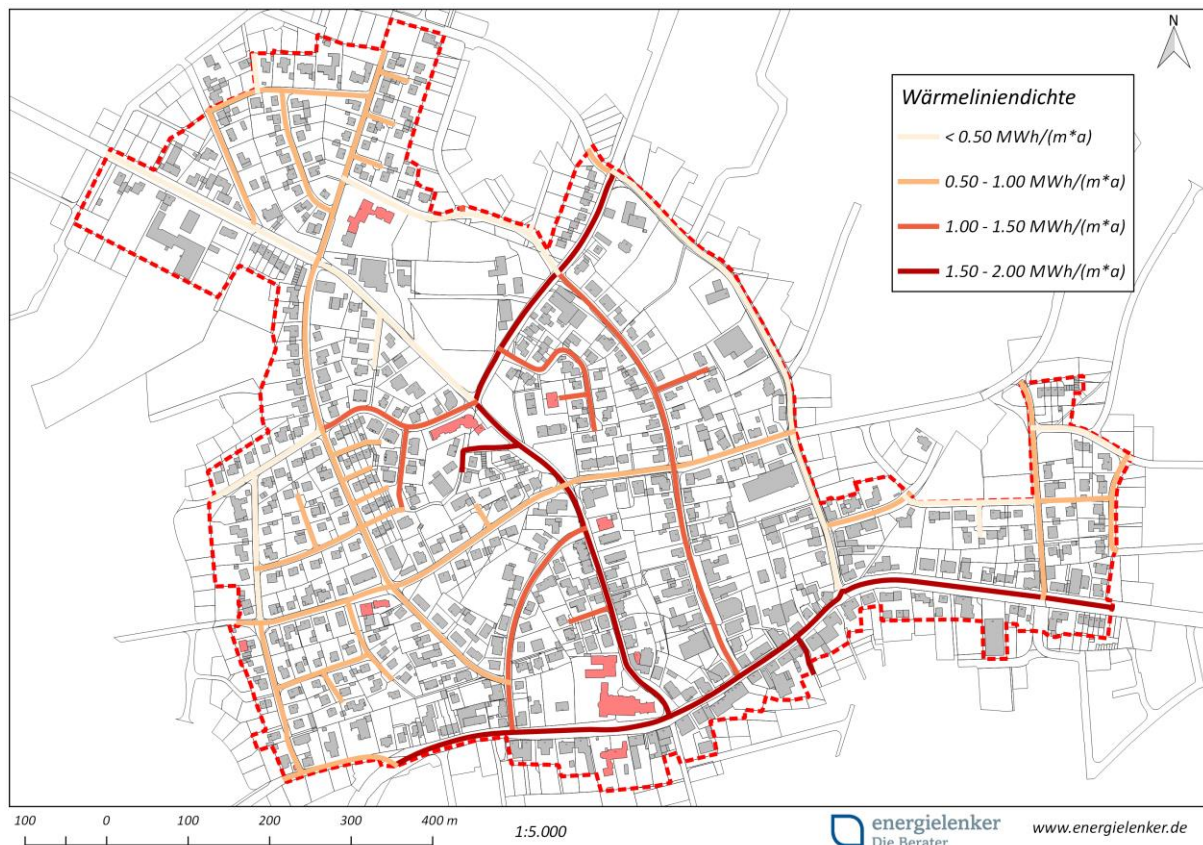 N
Wärmeliniendichte
< 0.50 MWh/(m*a)
0.50 - 1.00 MWh/(m*a)
1.00 - 1.50 MWh/(m*a)
1.50 - 2.00 MWh/(m*a)
100 0 100 200 300 400 m
1:5.000
energielenker
Die Berater
www.energielenker.de